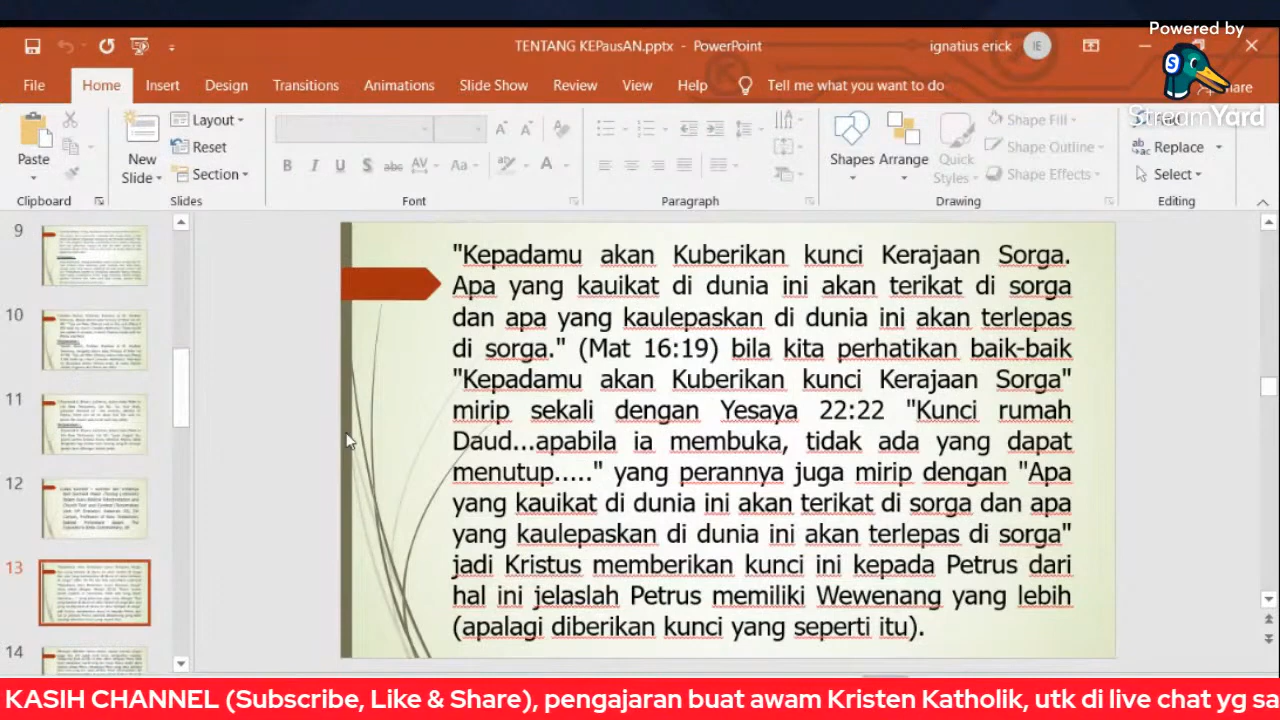 Powered by
StreamYard
TENTANG KEPausAN.pptx - PowerPoint
ignatius erick
IE
File Home Insert Design Transitions Animations Slide Show Review View Help Tell me what you want to do
Paste
Clipboard
New
Slide
Layout
Reset
Section
Slides
Font
Paragraph
Shapes
Arrange
Quick
Styles
Shape Fill
Shape Outline
Shape Effects
Drawing
Replace
Select
Editing
9
10
11
12
13
14
"Kepadamu akan Kuberikan kunci Kerajaan Sorga.
Apa yang kauikat di dunia ini akan terikat di sorga
dan apa yang kaulepaskan di dunia ini akan terlepas
di sorga." (Mat 16:19) bila kita perhatikan baik-baik
"Kepadamu akan Kuberikan kunci Kerajaan Sorga"
mirip sekali dengan Yesaya 22:22 "Kunci rumah
Daud...apabila ia membuka, tidak ada yang dapat
menutup....." yang perannya juga mirip dengan "Apa
yang kauikat di dunia ini akan terikat di sorga dan apa
yang kaulepaskan di dunia ini akan terlepas di sorga"
jadi Kristus memberikan kunci ini kepada Petrus dari
hal ini jelaslah Petrus memiliki Wewenang yang lebih
(apalagi diberikan kunci yang seperti itu).
KASIH CHANNEL (Subscribe, Like & Share), pengajaran buat awam Kristen Katholik, utk di live chat yg sa